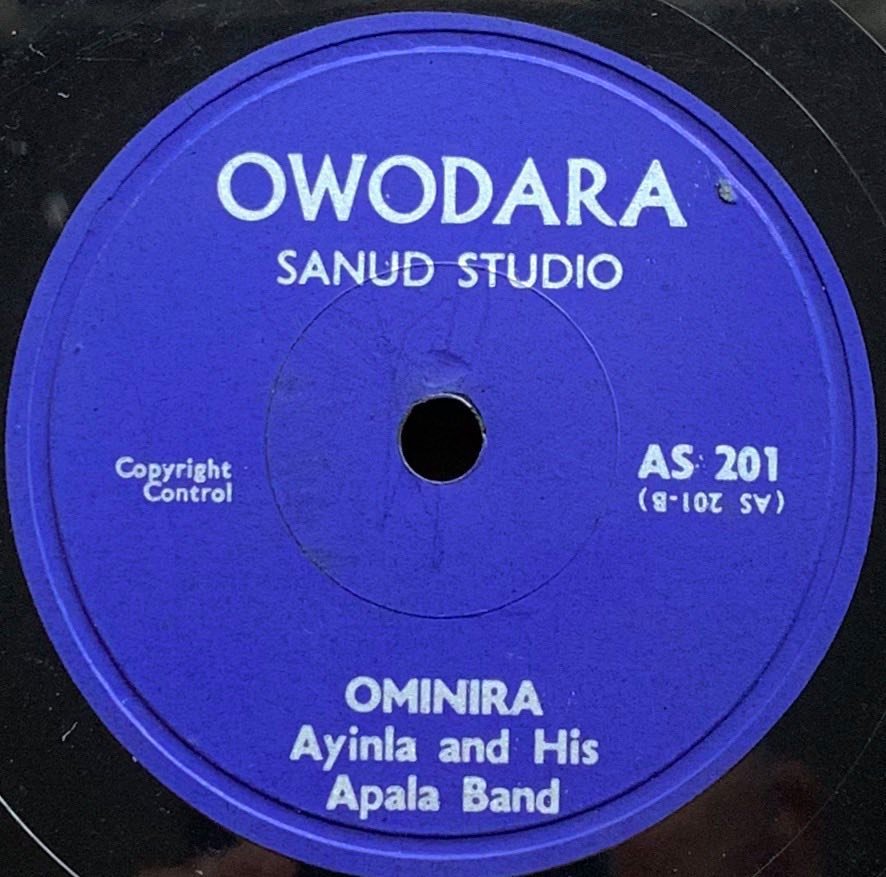 OWODARA
SANUD STUDIO
Copyright
Control
AS 201
(AS 201-B)
OMINIRA
Ayinla and His
Apala Band